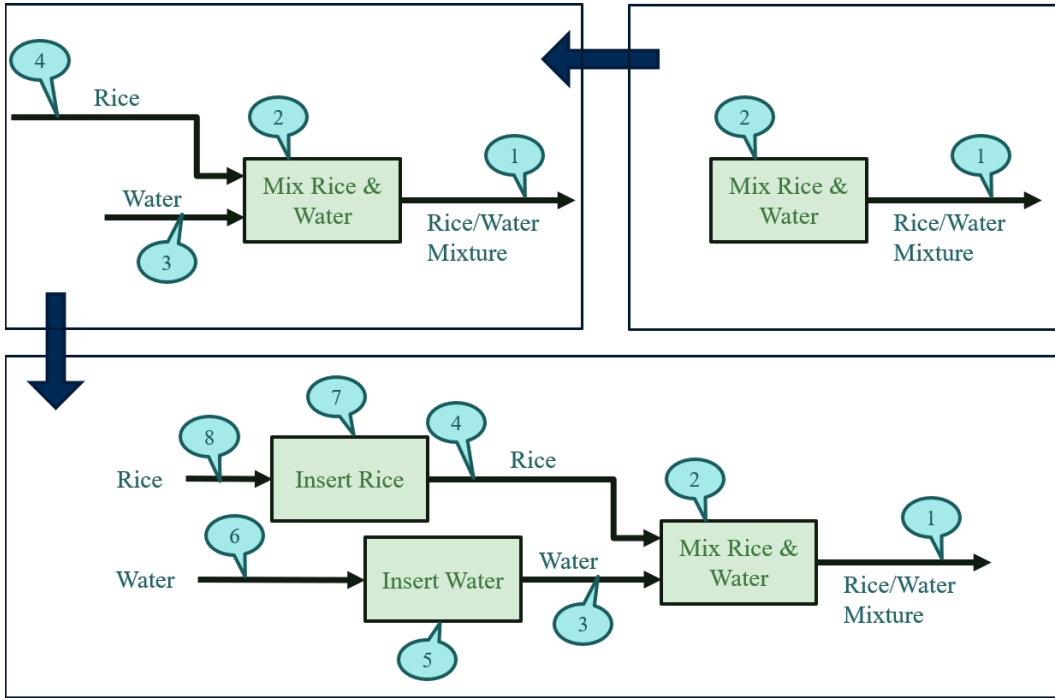 4
Rice
2
1
Mix Rice &
Water
Water
3
Rice/Water
Mixture
2
1
Mix Rice &
Water
Rice/Water
Mixture
7
8
4
Rice
Insert Rice
Rice
2
6
1
Water
Insert Water
Water
Mix Rice &
Water
3
Rice/Water
Mixture
5